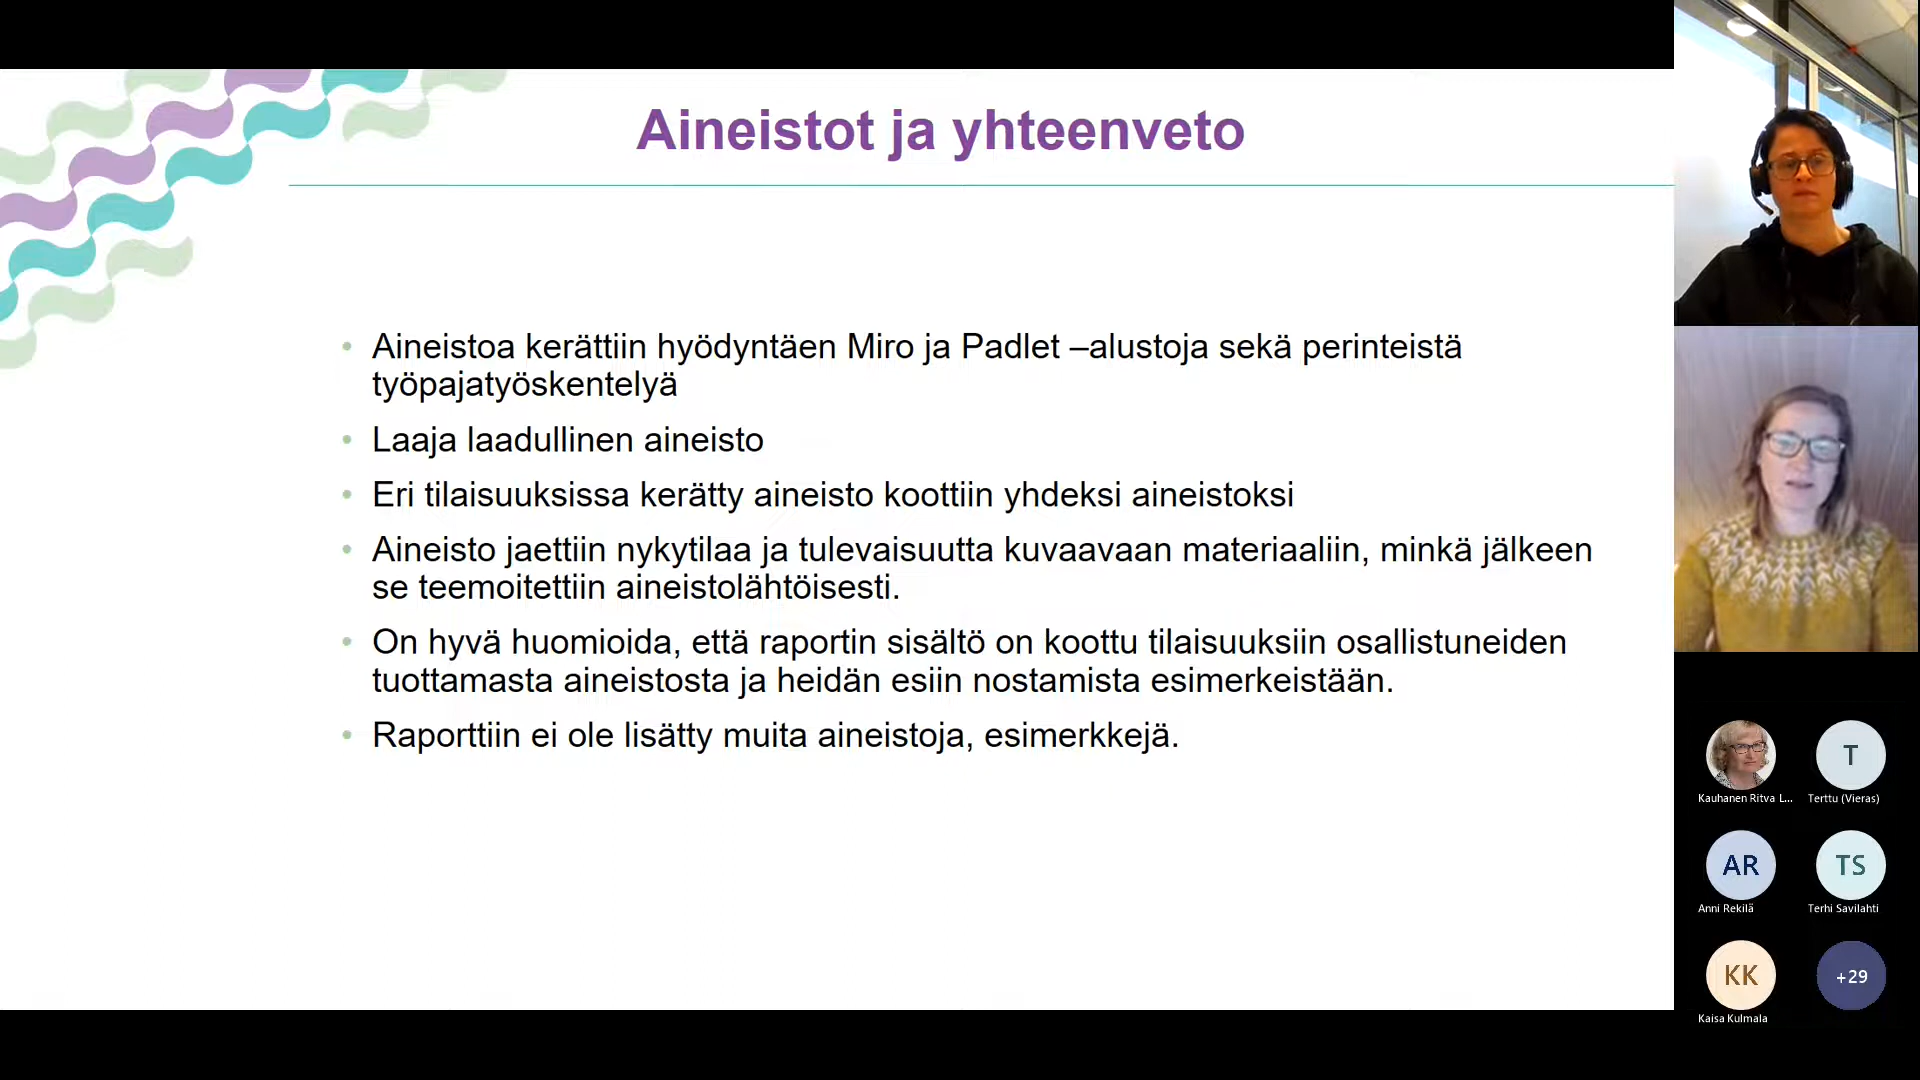 Aineistot ja yhteenveto
• Aineistoa kerättiin hyödyntäen Miro ja Padlet –alustoja sekä perinteistä
työpajatyöskentelyä
• Laaja laadullinen aineisto
• Eri tilaisuuksissa kerätty aineisto koottiin yhdeksi aineistoksi
• Aineisto jaettiin nykytilaa ja tulevaisuutta kuvaavaan materiaaliin, minkä jälkeen
se teemoitettiin aineistolähtöisesti.
• On hyvä huomioida, että raportin sisältö on koottu tilaisuuksiin osallistuneiden
tuottamasta aineistosta ja heidän esiin nostamista esimerkeistään.
• Raporttiin ei ole lisätty muita aineistoja, esimerkkejä.
Kauhanen Ritva L...
T
Terttu (Vieras)
AR
Anni Rekilä
TS
Terhi Savilahti
KK
Kaisa Kulmala
+29